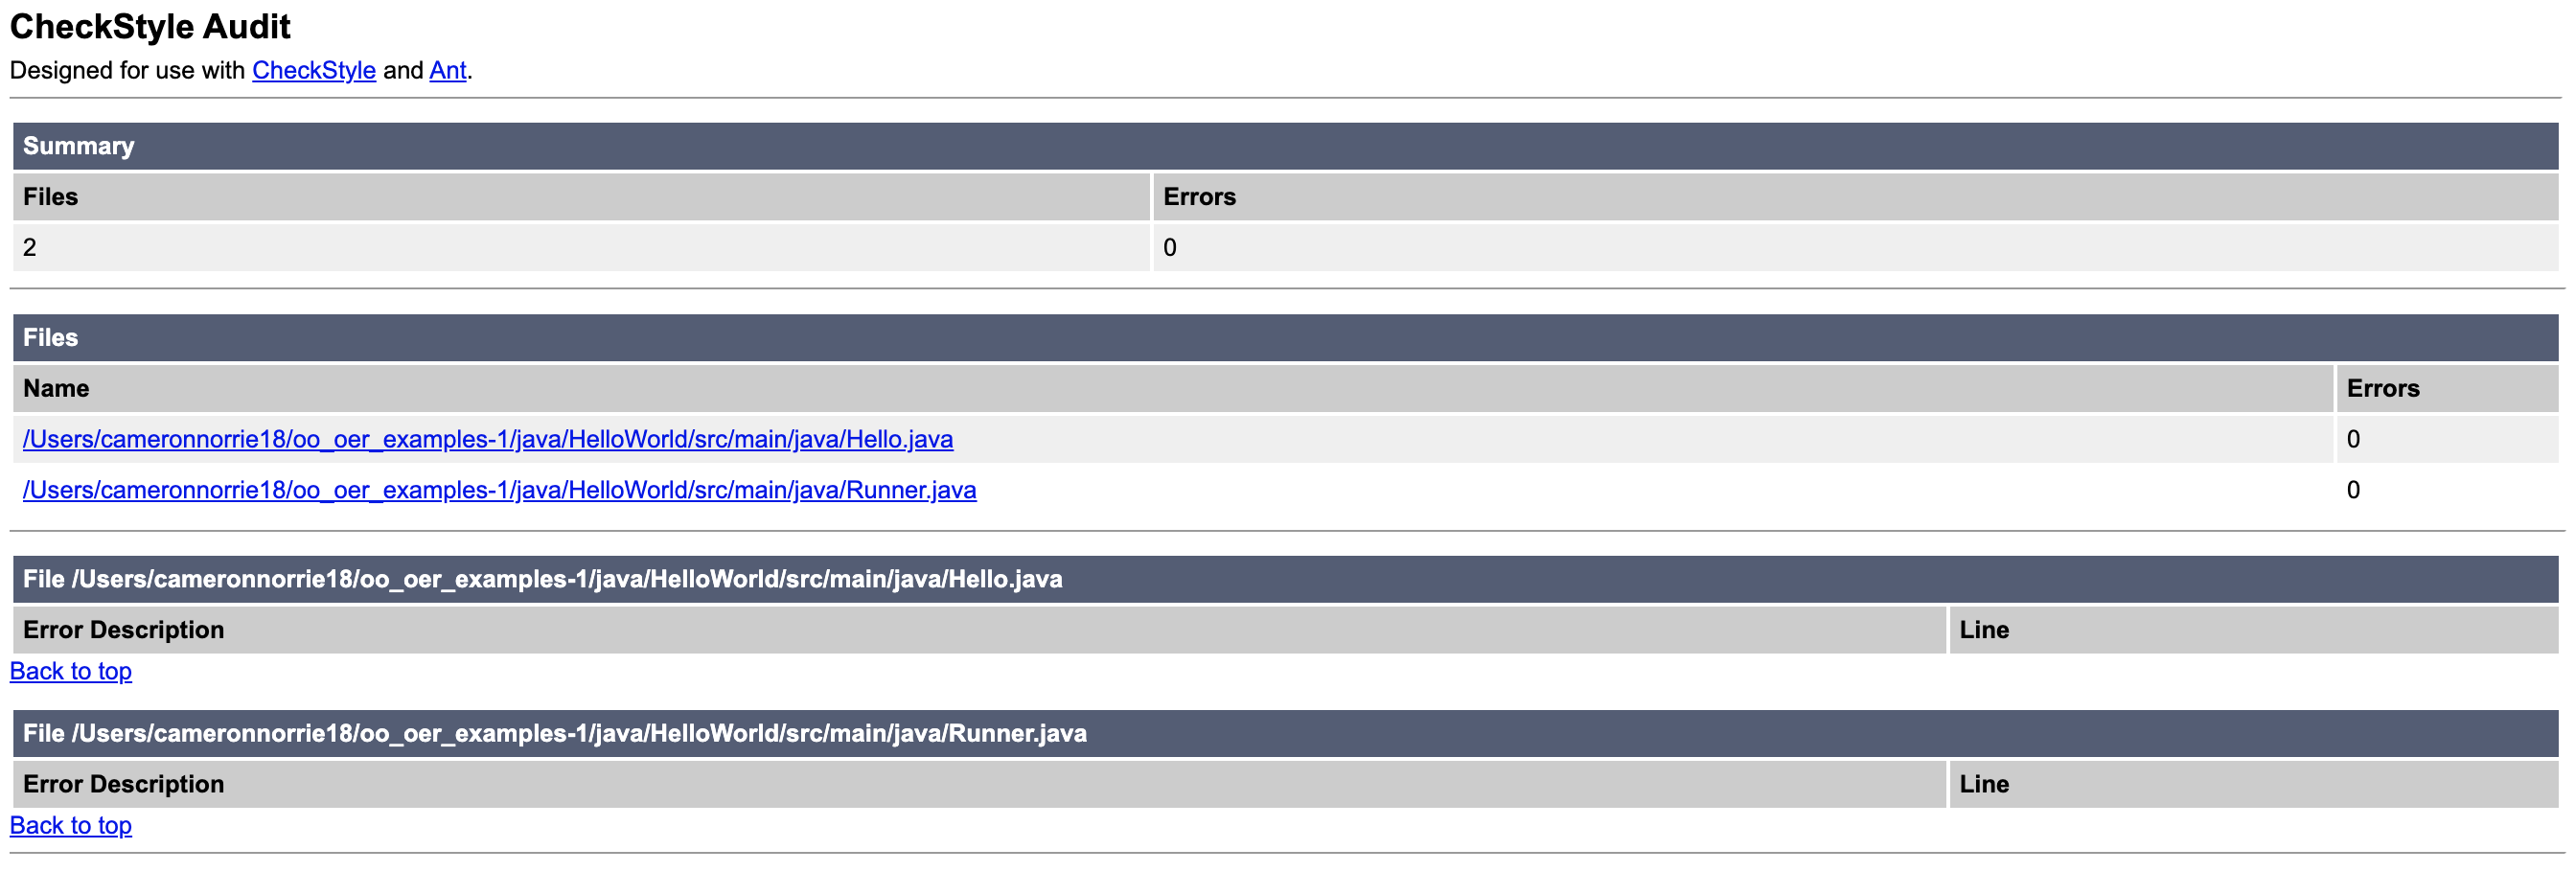 CheckStyle Audit
Designed for use with CheckStyle and Ant.
Summary
Files Errors
2 0
Files
Name Errors
/Users/cameronnorrie18/oo_oer_examples-1/java/HelloWorld/src/main/java/Hello.java 0
/Users/cameronnorrie18/oo_oer_examples-1/java/HelloWorld/src/main/java/Runner.java 0
File /Users/cameronnorrie18/oo_oer_examples-1/java/HelloWorld/src/main/java/Hello.java
Error Description Line
Back to top
File /Users/cameronnorrie18/oo_oer_examples-1/java/HelloWorld/src/main/java/Runner.java
Error Description Line
Back to top